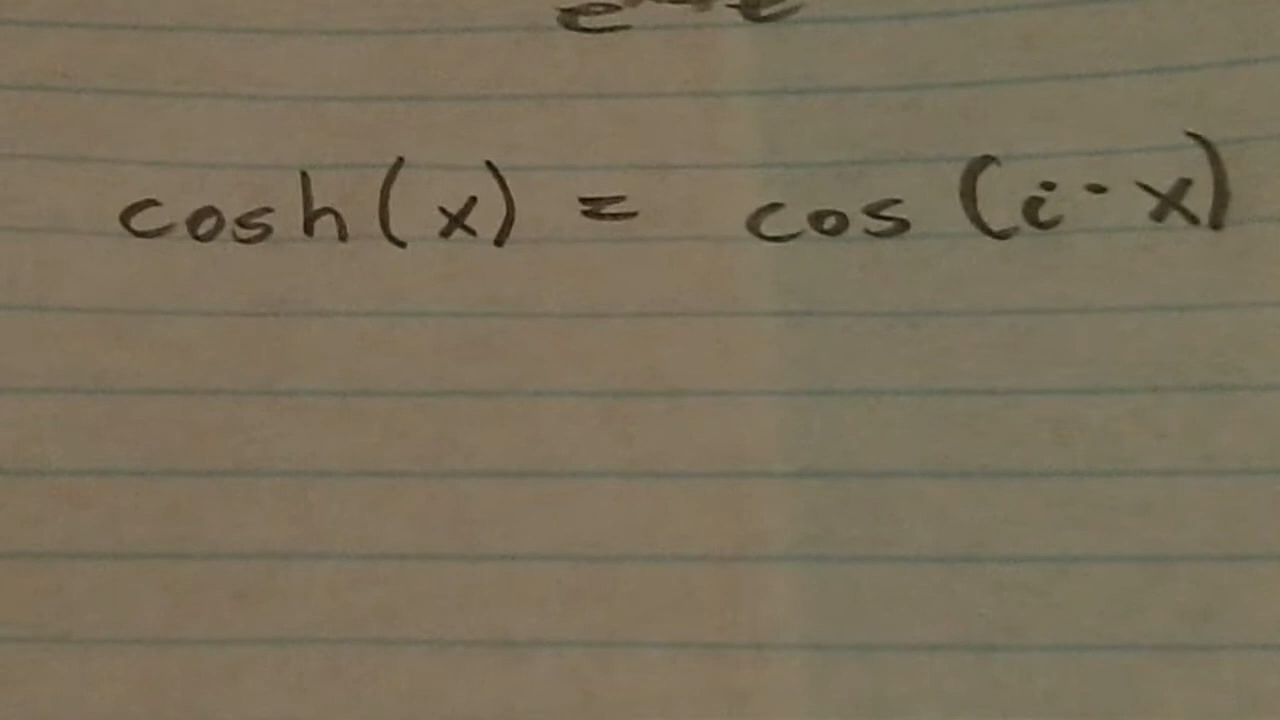 cosh(x) = cos(i·x)